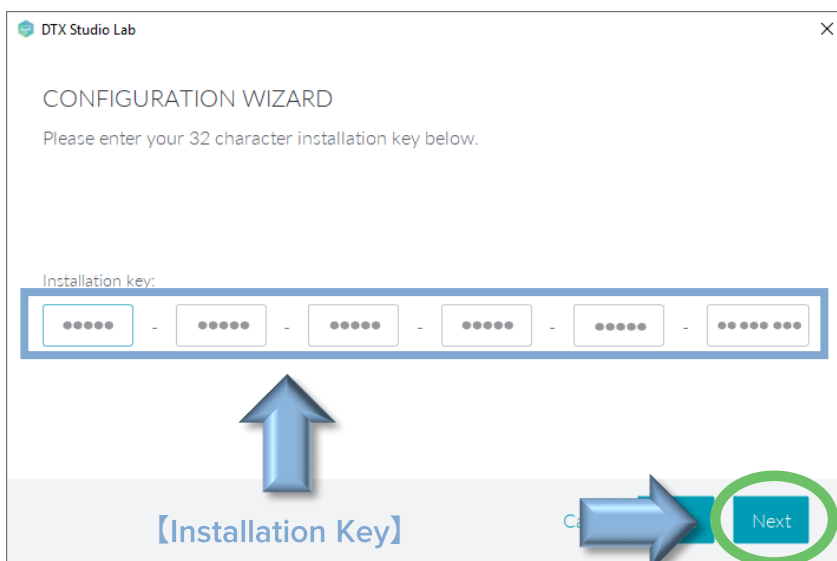 DTX Studio Lab
CONFIGURATION WIZARD
Please enter your 32 character installation key below.
Installation key:
●●●●● - ●●●●● - ●●●●● - ●●●●● - ●●●●● - ●● ●●● ●●●
【Installation Key】
Next